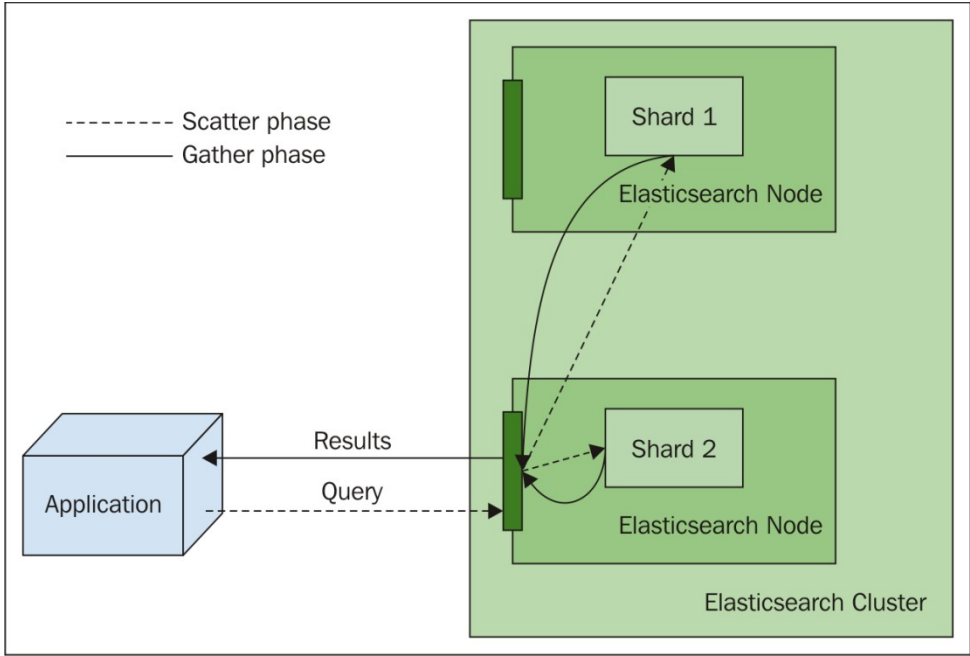 Scatter phase
Gather phase
Shard 1
Elasticsearch Node
Results
Query
Application
Shard 2
Elasticsearch Node
Elasticsearch Cluster